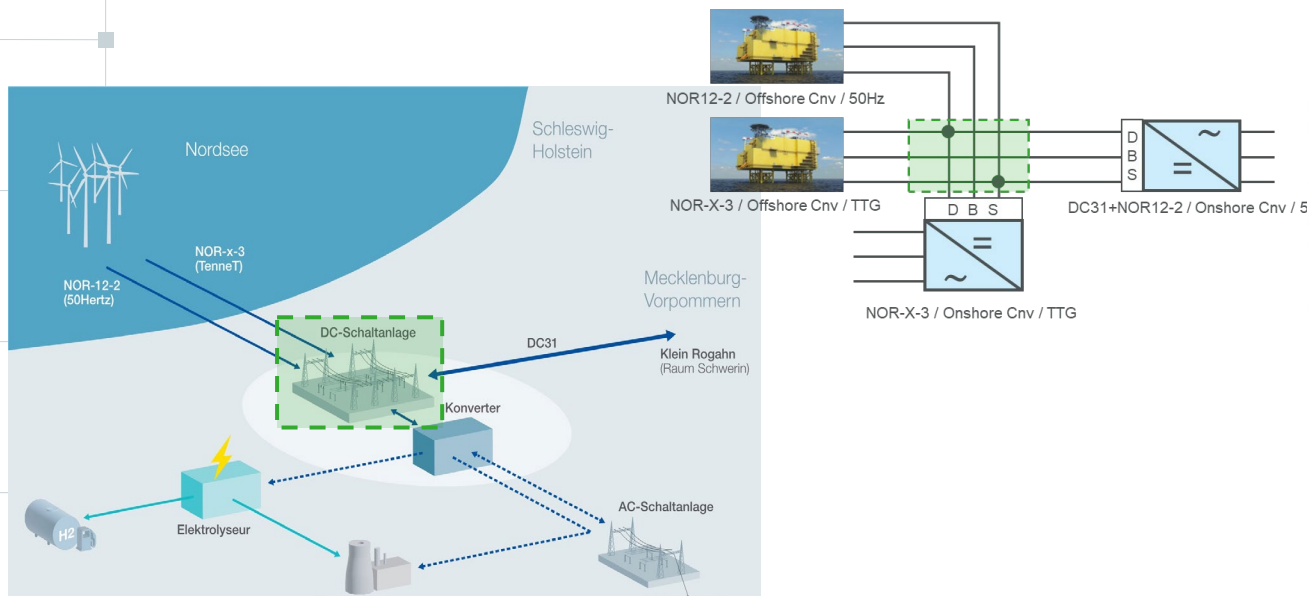 Nordsee
Schleswig-
Holstein
NOR-x-3
(TenneT)
NOR-12-2
(50Hertz)
Mecklenburg-
Vorpommern
DC-Schaltanlage
DC31
Klein Rogahn
(Raum Schwerin)
Konverter
Elektrolyseur
H2
AC-Schaltanlage
NOR12-2 / Offshore Cnv / 50Hz
NOR-X-3 / Offshore Cnv / TTG
D
B
S
~
=
DC31+NOR12-2 / Onshore Cnv / 5
D B S
=
~
NOR-X-3 / Onshore Cnv / TTG